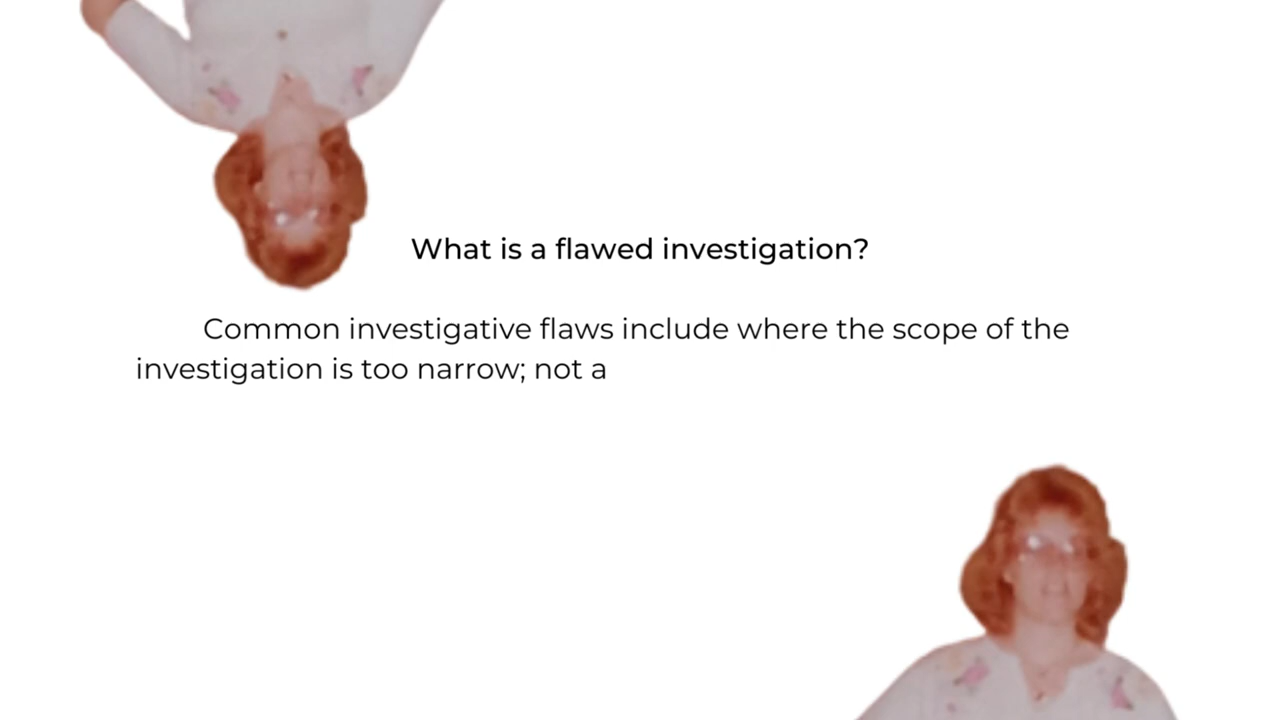 What is a flawed investigation?
Common investigative flaws include where the scope of the
investigation is too narrow; not a